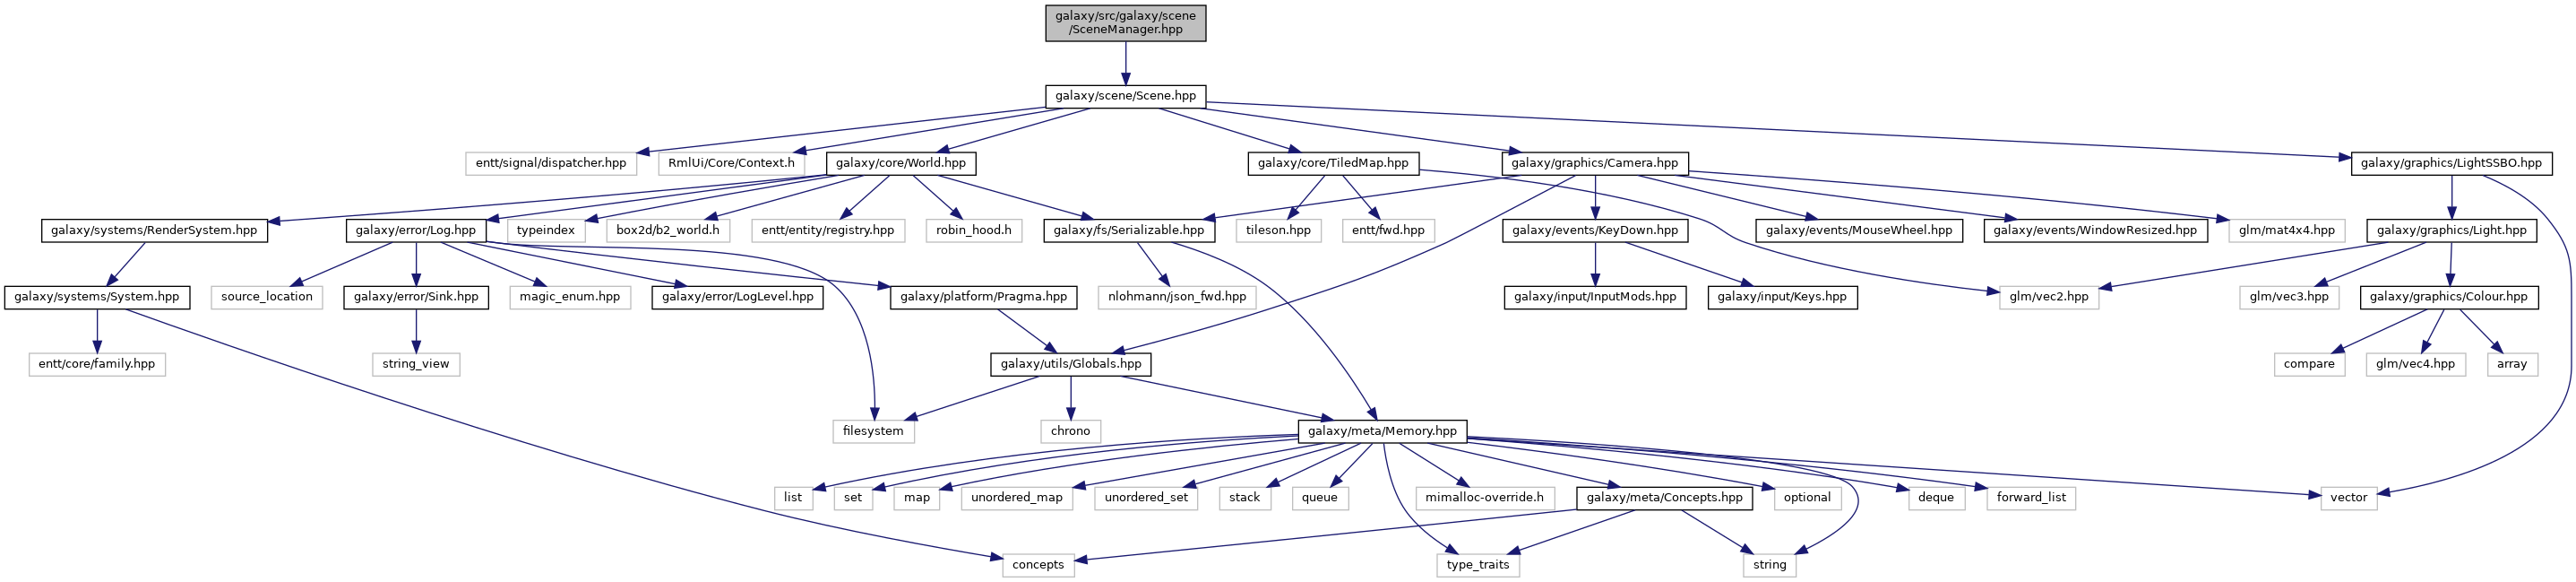 galaxy/src/galaxy/scene
/SceneManager.hpp
galaxy/scene/Scene.hpp
entt/signal/dispatcher.hpp
RmlUi/Core/Context.h
galaxy/core/World.hpp
galaxy/core/TiledMap.hpp
galaxy/graphics/Camera.hpp
galaxy/graphics/LightSSBO.hpp
galaxy/systems/RenderSystem.hpp
galaxy/error/Log.hpp
typeindex
box2d/b2_world.h
entt/entity/registry.hpp
robin_hood.h
galaxy/fs/Serializable.hpp
tileson.hpp
entt/fwd.hpp
galaxy/events/KeyDown.hpp
galaxy/events/MouseWheel.hpp
galaxy/events/WindowResized.hpp
glm/mat4x4.hpp
galaxy/graphics/Light.hpp
galaxy/systems/System.hpp
source_location
galaxy/error/Sink.hpp
magic_enum.hpp
galaxy/error/LogLevel.hpp
galaxy/platform/Pragma.hpp
nlohmann/json_fwd.hpp
galaxy/input/InputMods.hpp
galaxy/input/Keys.hpp
glm/vec2.hpp
glm/vec3.hpp
galaxy/graphics/Colour.hpp
entt/core/family.hpp
string_view
galaxy/utils/Globals.hpp
compare
glm/vec4.hpp
array
filesystem
chrono
galaxy/meta/Memory.hpp
list
set
map
unordered_map
unordered_set
stack
queue
mimalloc-override.h
galaxy/meta/Concepts.hpp
optional
deque
forward_list
vector
concepts
type_traits
string